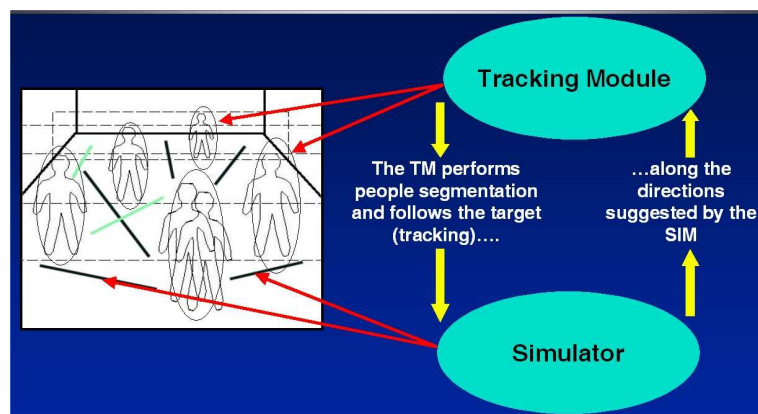 Tracking Module
The TM performs
people segmentation
and follows the target
(tracking)....
...along the
directions
suggested by the
SIM
Simulator